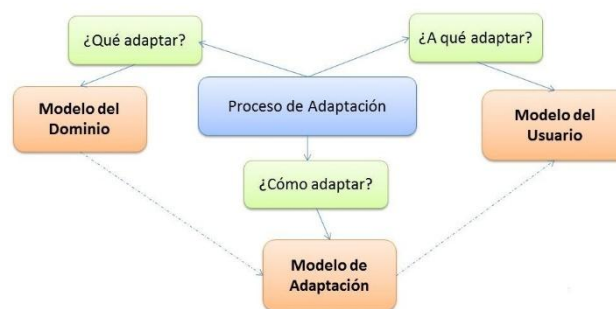 ¿Qué adaptar?
¿A qué adaptar?
Modelo del
Dominio
Proceso de Adaptación
Modelo del
Usuario
¿Cómo adaptar?
Modelo de
Adaptación